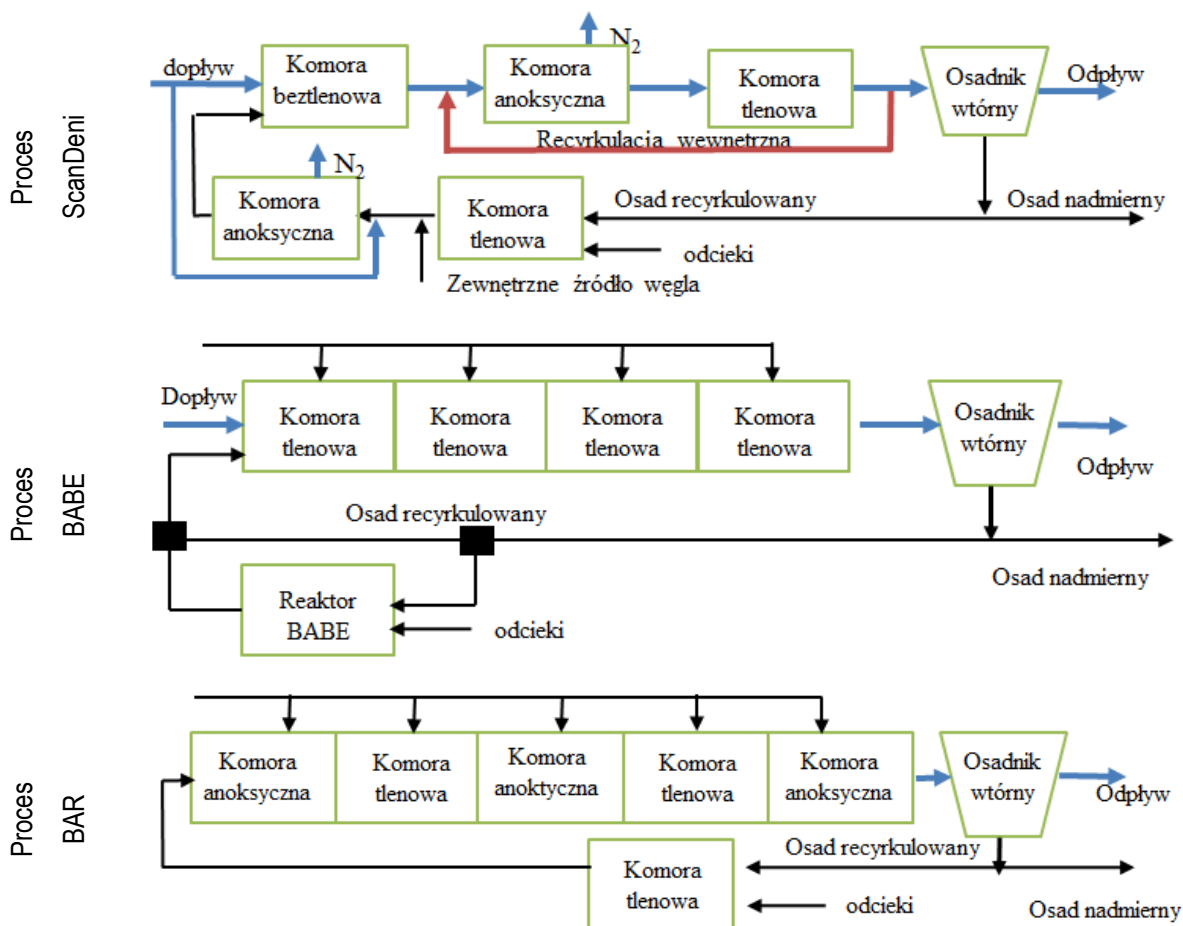 Proces
ScanDeni
dopływ
Komora
beztlenowa
N2
Komora
anoksyczna
Komora
tlenowa
Osadnik
wtórny
Odpływ
Recyrkulacja wewnetrzna
N2
Komora
anoksyczna
Komora
tlenowa
Osad recyrkulowany
Osad nadmierny
odcieki
Zewnętrzne źródło węgla
Proces
BABE
Dopływ
Komora
tlenowa
Komora
tlenowa
Komora
tlenowa
Komora
tlenowa
Osadnik
wtórny
Odpływ
Osad recyrkulowany
Osad nadmierny
Reaktor
BABE
odcieki
Proces
BAR
Komora
anoksyczna
Komora
tlenowa
Komora
anoktyczna
Komora
tlenowa
Komora
anoksyczna
Osadnik
wtórny
Odpływ
Osad recyrkulowany
Komora
tlenowa
odcieki
Osad nadmierny